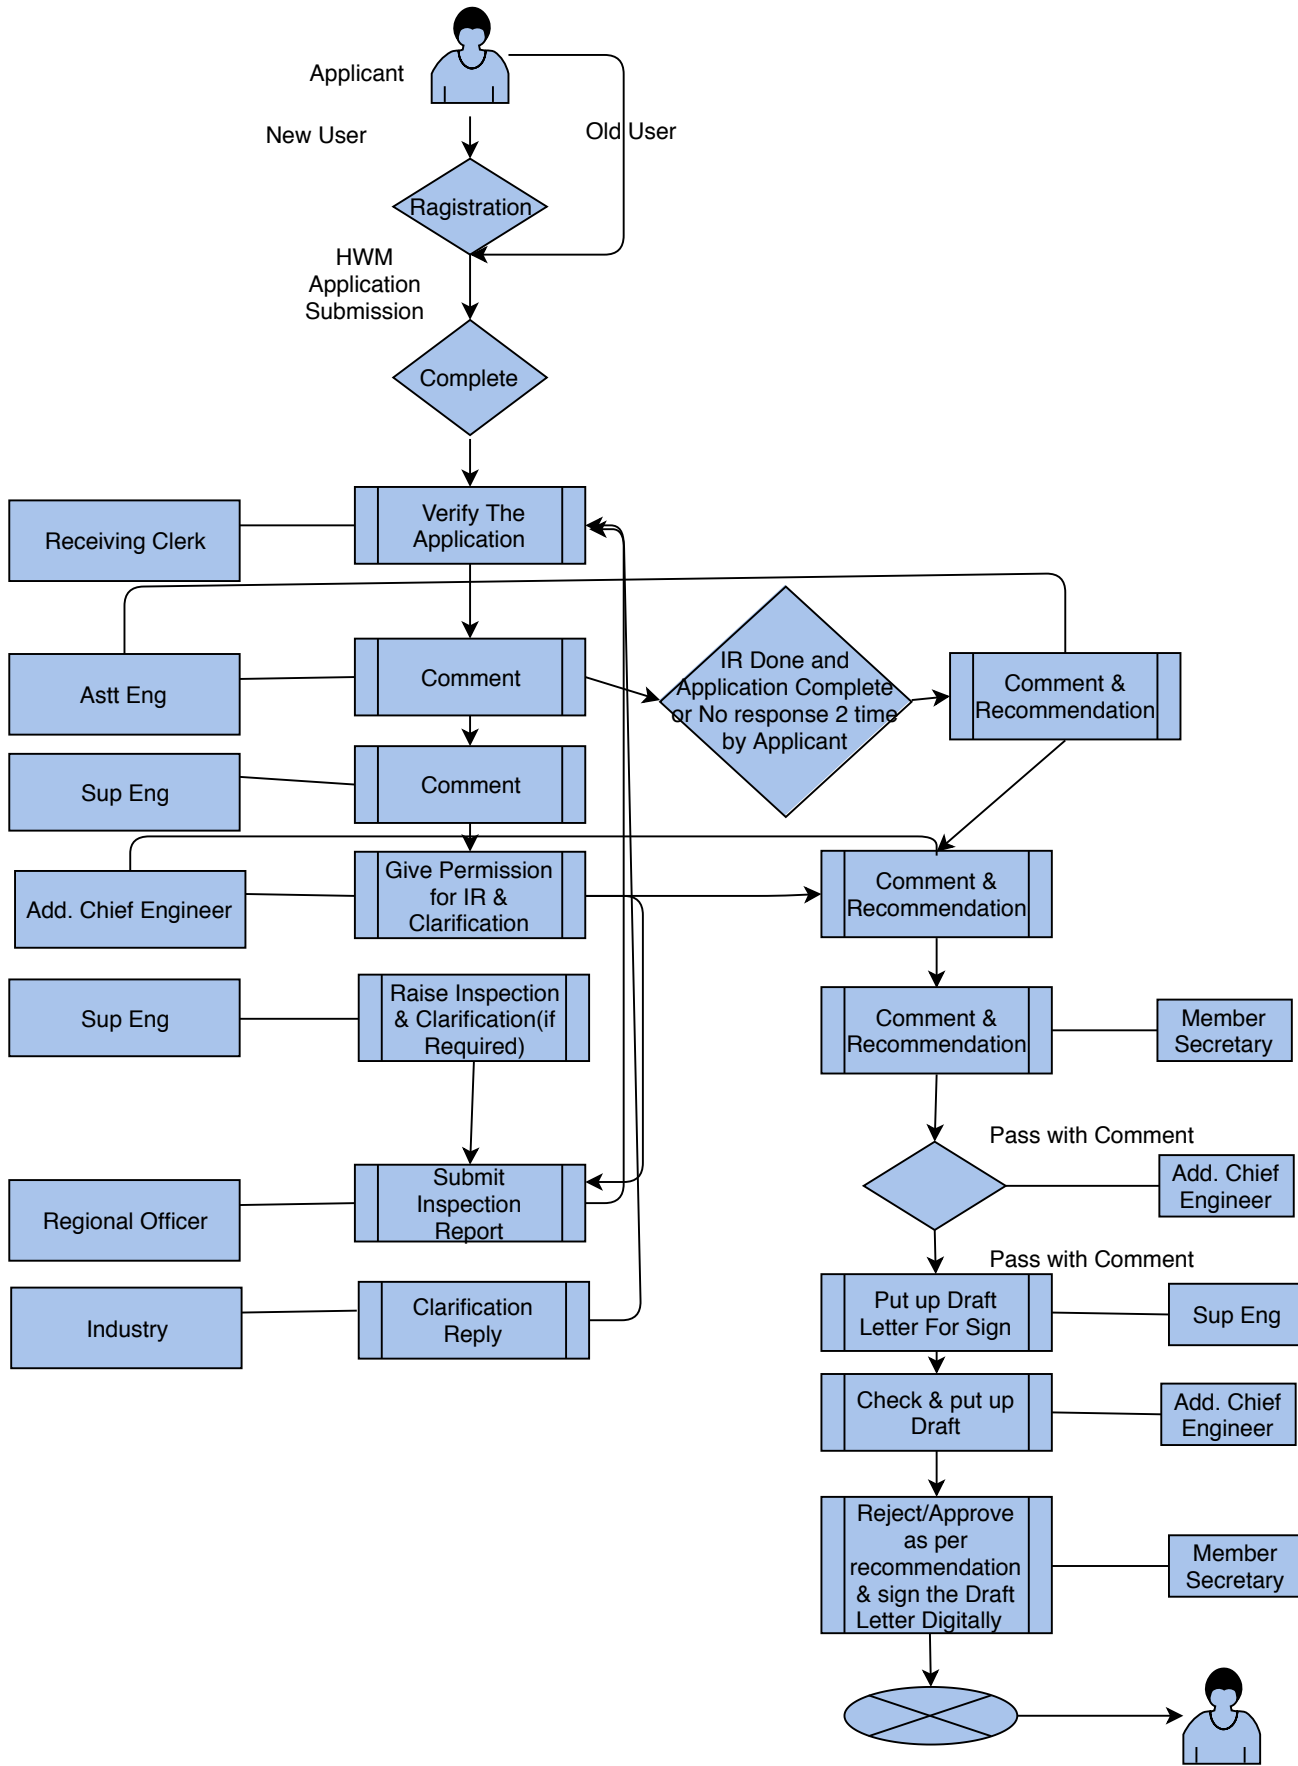 Applicant
New User
Old User
Ragistration
HWM
Application
Submission
Complete
Receiving Clerk
Verify The
Application
Astt Eng
Comment
IR Done and
Application Complete
or No response 2 time
by Applicant
Comment &
Recommendation
Sup Eng
Comment
Add. Chief Engineer
Give Permission
for IR &
Clarification
Comment &
Recommendation
Sup Eng
Raise Inspection
& Clarification(if
Required)
Comment &
Recommendation
Member
Secretary
Pass with Comment
Add. Chief
Engineer
Regional Officer
Submit
Inspection
Report
Pass with Comment
Industry
Clarification
Reply
Put up Draft
Letter For Sign
Sup Eng
Check & put up
Draft
Add. Chief
Engineer
Reject/Approve
as per
recommendation
& sign the Draft
Letter Digitally
Member
Secretary